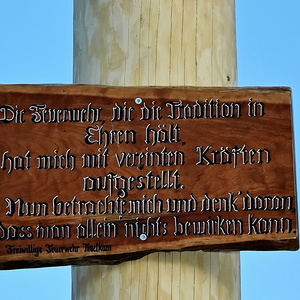 Die Feuerwehr, die die Tradition in
Ehren hält,
hat mich mit vereinten Kräften
aufgestellt.
Nun betrachte mich und denk' daran,
dass man allein nichts bewirken kann.
Freiwillige Feuerwehr